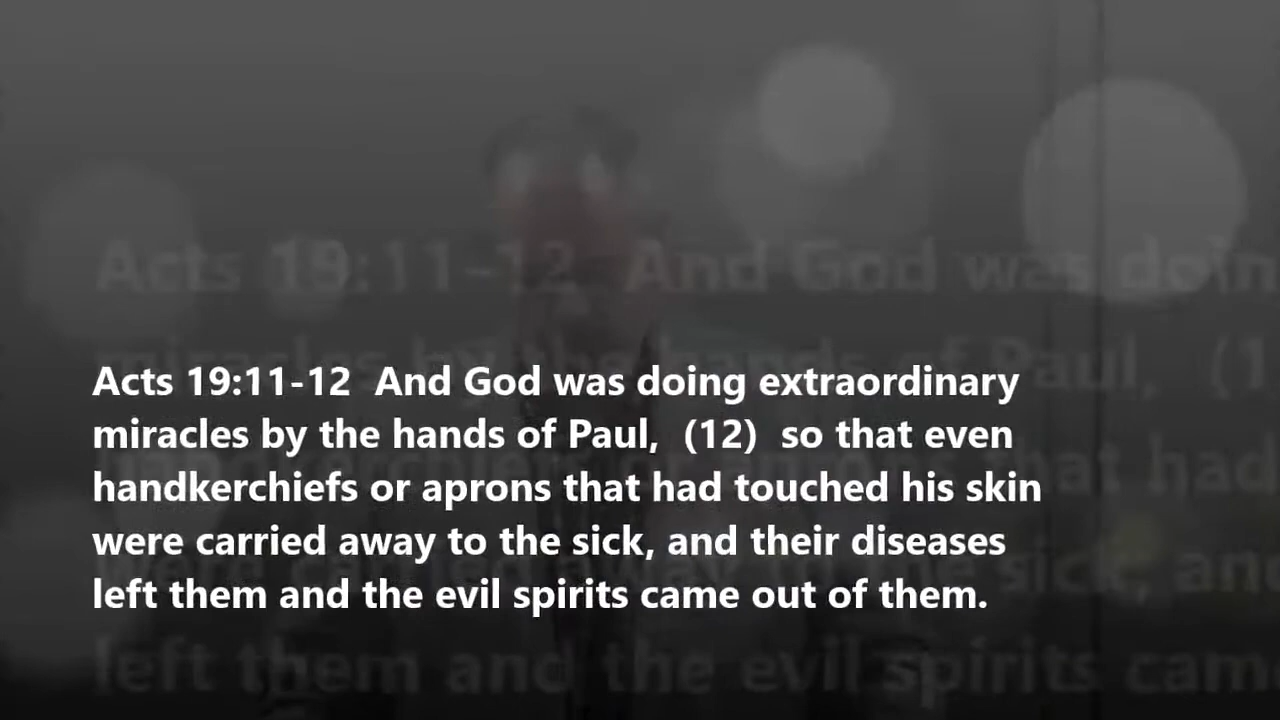 Acts 19:11-12  And God was doing extraordinary
miracles by the hands of Paul,  (12)  so that even
handkerchiefs or aprons that had touched his skin
were carried away to the sick, and their diseases
left them and the evil spirits came out of them.